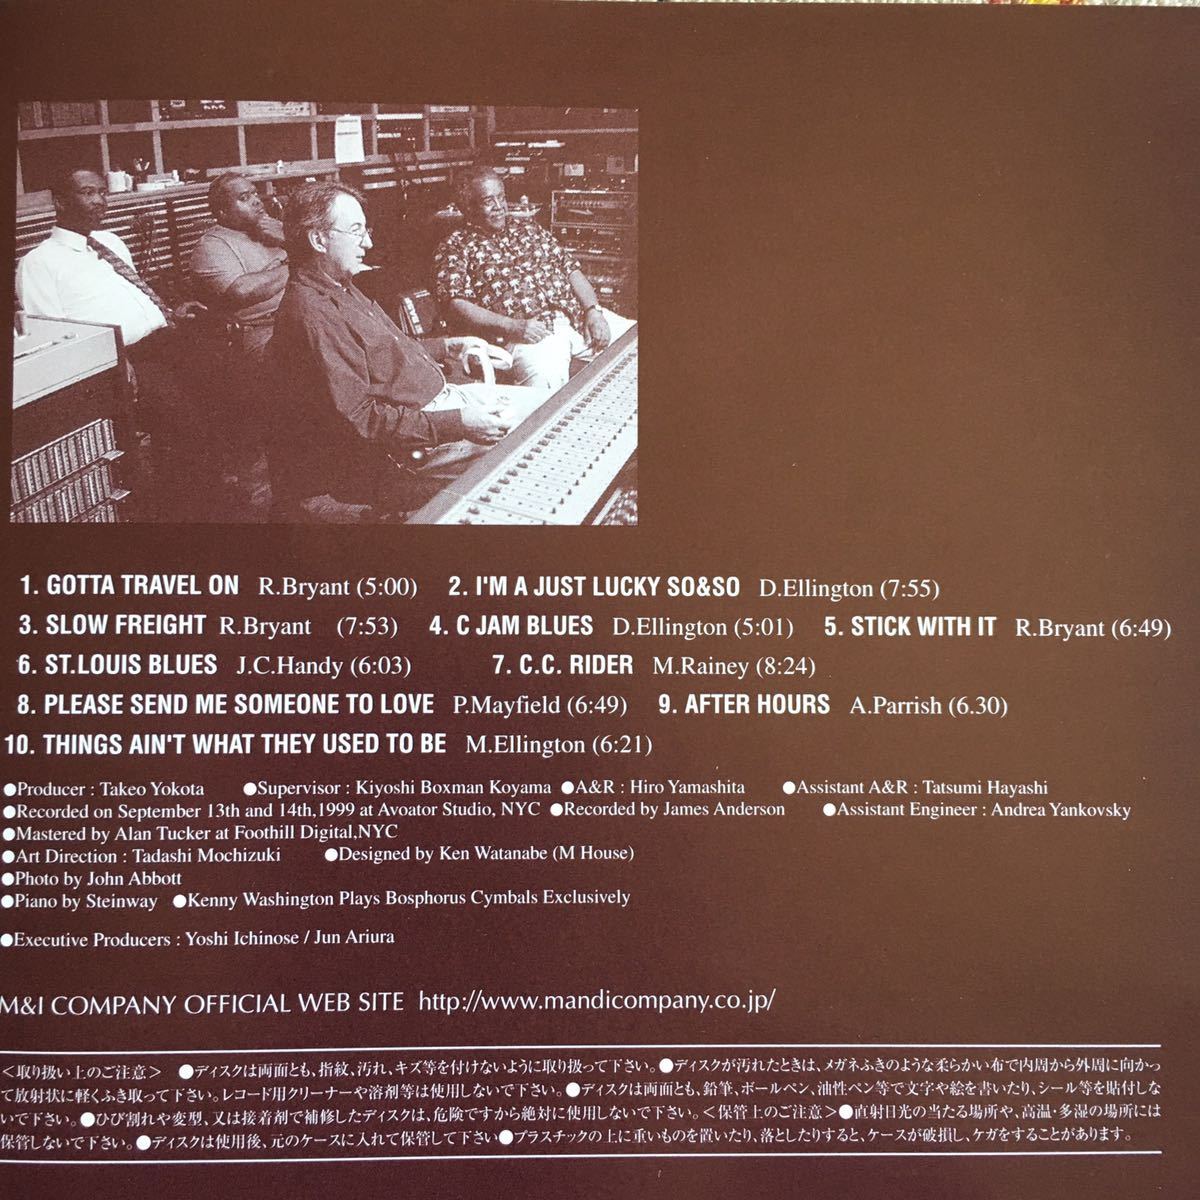 1. GOTTA TRAVEL ON R.Bryant (5:00) 2. I'M A JUST LUCKY SO&SO D.Ellington (7:55)
3. SLOW FREIGHT R.Bryant (7:53) 4. C JAM BLUES D.Ellington (5:01) 5. STICK WITH IT R.Bryant (6:49)
6. ST.LOUIS BLUES J.C.Handy (6:03) 7. C.C. RIDER M.Rainey (8:24)
8. PLEASE SEND ME SOMEONE TO LOVE P.Mayfield (6:49) 9. AFTER HOURS A.Parrish (6.30)
10. THINGS AIN'T WHAT THEY USED TO BE M.Ellington (6:21)
●Producer : Takeo Yokota ●Supervisor : Kiyoshi Boxman Koyama ●A&R : Hiro Yamashita ●Assistant A&R : Tatsumi Hayashi
●Recorded on September 13th and 14th,1999 at Avoator Studio, NYC ●Recorded by James Anderson ●Assistant Engineer : Andrea Yankovsky
●Mastered by Alan Tucker at Foothill Digital,NYC
●Art Direction : Tadashi Mochizuki ●Designed by Ken Watanabe (M House)
●Photo by John Abbott
●Piano by Steinway ●Kenny Washington Plays Bosphorus Cymbals Exclusively
●Executive Producers : Yoshi Ichinose / Jun Ariura
M&I COMPANY OFFICIAL WEB SITE http://www.mandicompany.co.jp/
<取り扱い上のご注意> ●ディスクは両面とも、指紋、汚れ、キズ等を付けないように取り扱って下さい。●ディスクが汚れたときは、メガネふきのような柔らかい布で内周から外周に向かっ
て放射状に軽くふき取って下さい。レコード用クリーナーや溶剤等は使用しないで下さい。●ディスクは両面とも、鉛筆、ボールペン、油性ペン等で文字や絵を書いたり、シール等を貼付しな
いで下さい。●ひび割れや変型、又は接着剤で補修したディスクは、危険ですから絶対に使用しないで下さい。<保管上のご注意>●直射日光の当たる場所や、高温・多湿の場所には
保管しないで下さい。●ディスクは使用後、元のケースに入れて保管して下さい●プラスチックの上に重いものを置いたり、落としたりすると、ケースが破損し、ケガをすることがあります。